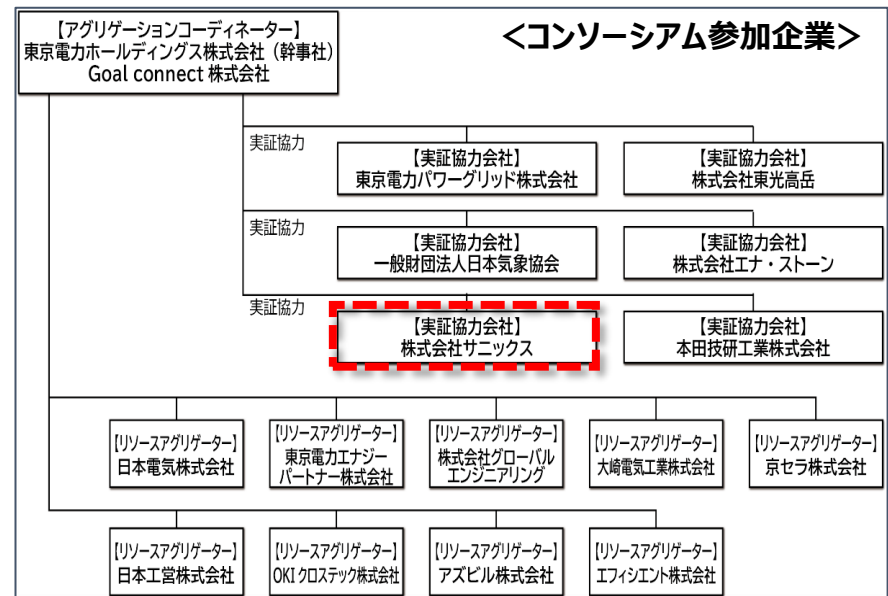 <コンソーシアム参加企業>
【アグリゲーションコーディネーター】
東京電力ホールディングス株式会社（幹事社）
Goal connect 株式会社
実証協力
【実証協力会社】
東京電力パワーグリッド株式会社
【実証協力会社】
株式会社東光高岳
実証協力
【実証協力会社】
一般財団法人日本気象協会
【実証協力会社】
株式会社エナ・ストーン
実証協力
【実証協力会社】
株式会社サニックス
【実証協力会社】
本田技研工業株式会社
【リソースアグリゲーター】
日本電気株式会社
【リソースアグリゲーター】
東京電力エナジー
パートナー株式会社
【リソースアグリゲーター】
株式会社グローバル
エンジニアリング
【リソースアグリゲーター】
大崎電気工業株式会社
【リソースアグリゲーター】
京セラ株式会社
【リソースアグリゲーター】
日本工営株式会社
【リソースアグリゲーター】
OKIクロステック株式会社
【リソースアグリゲーター】
アズビル株式会社
【リソースアグリゲーター】
エフィシエント株式会社